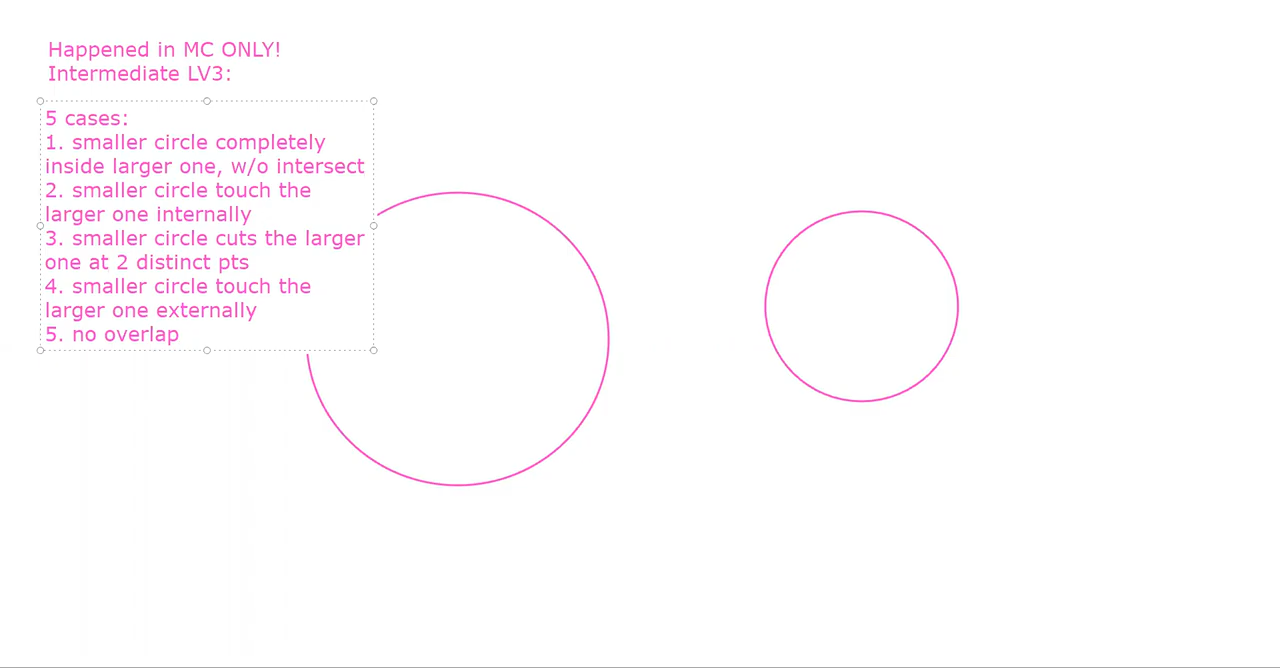 Happened in MC ONLY!
Intermediate LV3:
5 cases:
1. smaller circle completely
inside larger one, w/o intersect
2. smaller circle touch the
larger one internally
3. smaller circle cuts the larger
one at 2 distinct pts
4. smaller circle touch the
larger one externally
5. no overlap